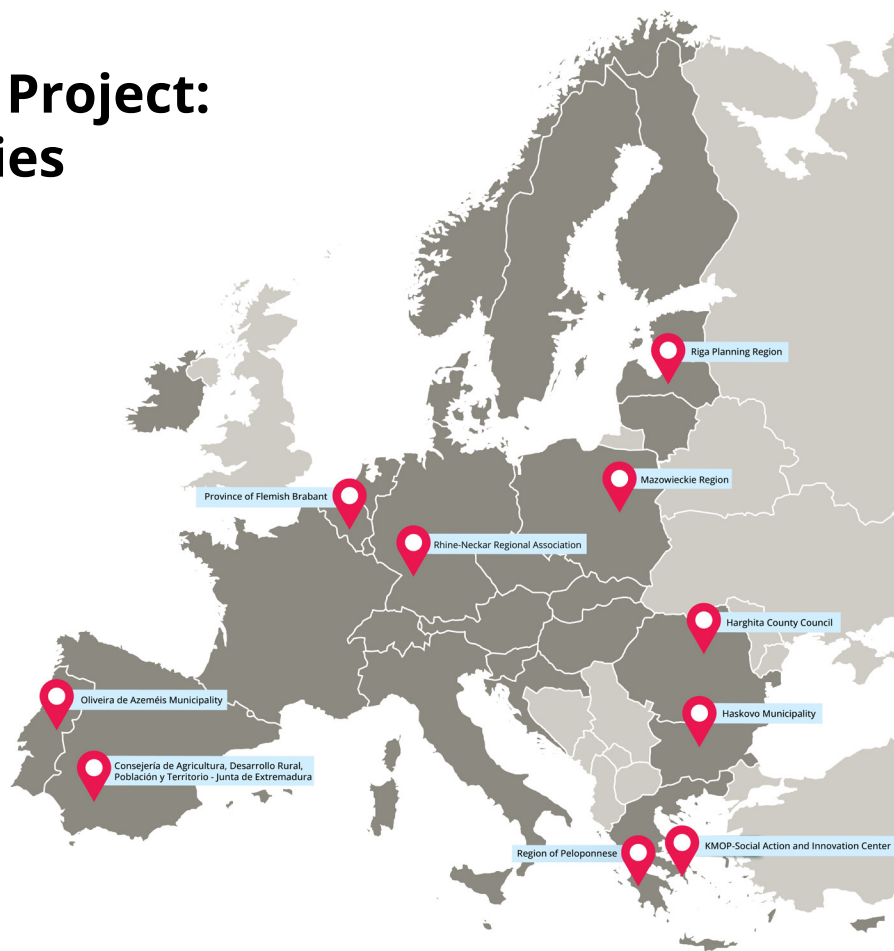 Project:
ies
Riga Planning Region
Mazowieckie Region
Province of Flemish Brabant
Rhine-Neckar Regional Association
Harghita County Council
Oliveira de Azeméis Municipality
Haskovo Municipality
Consejería de Agricultura, Desarrollo Rural,
Población y Territorio - Junta de Extremadura
KMOP-Social Action and Innovation Center
Region of Peloponnese